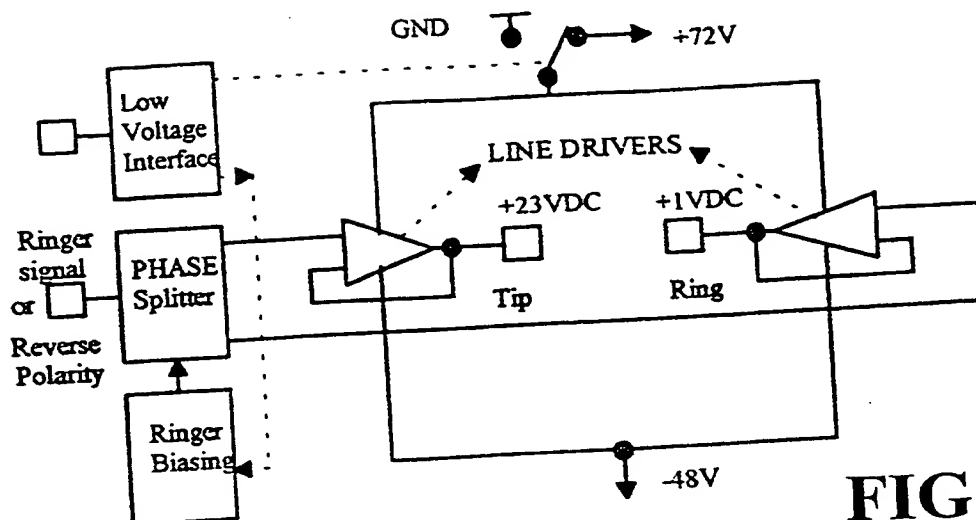 GND
+72V
Low
Voltage
Interface
LINE DRIVERS
+23VDC
+1VDC
Ringer
signal
or
Reverse
Polarity
PHASE
Splitter
Tip
Ring
Ringer
Biasing
-48V
FIG